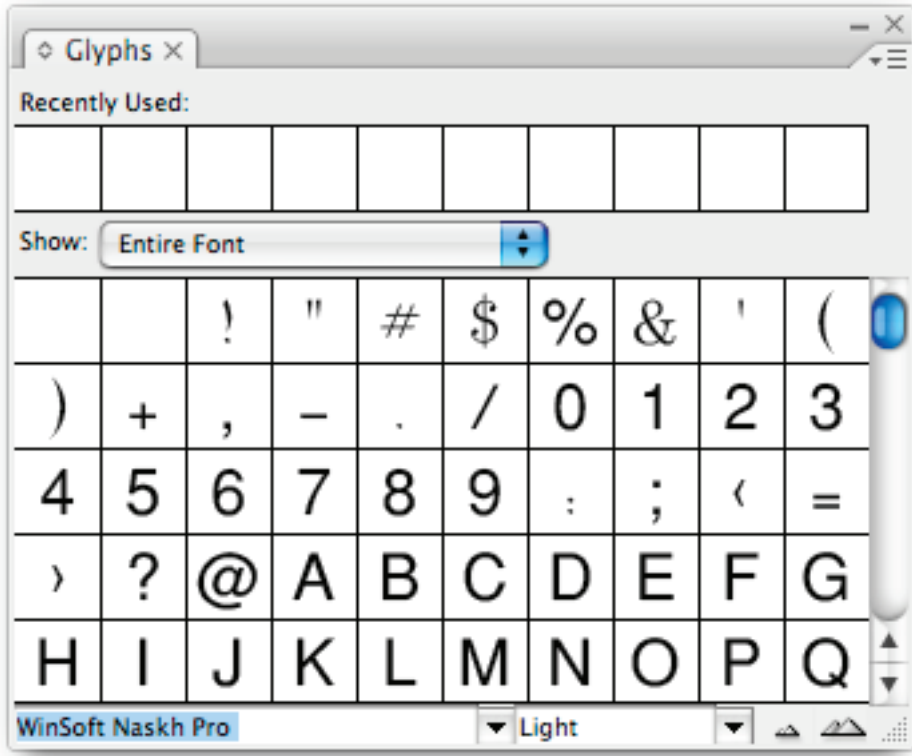 Glyphs
Recently Used:
Show: Entire Font
! " # $ % & ' (
) + , – . / 0 1 2 3
4 5 6 7 8 9 : ; ‹ =
› ? @ A B C D E F G
H I J K L M N O P Q
WinSoft Naskh Pro Light